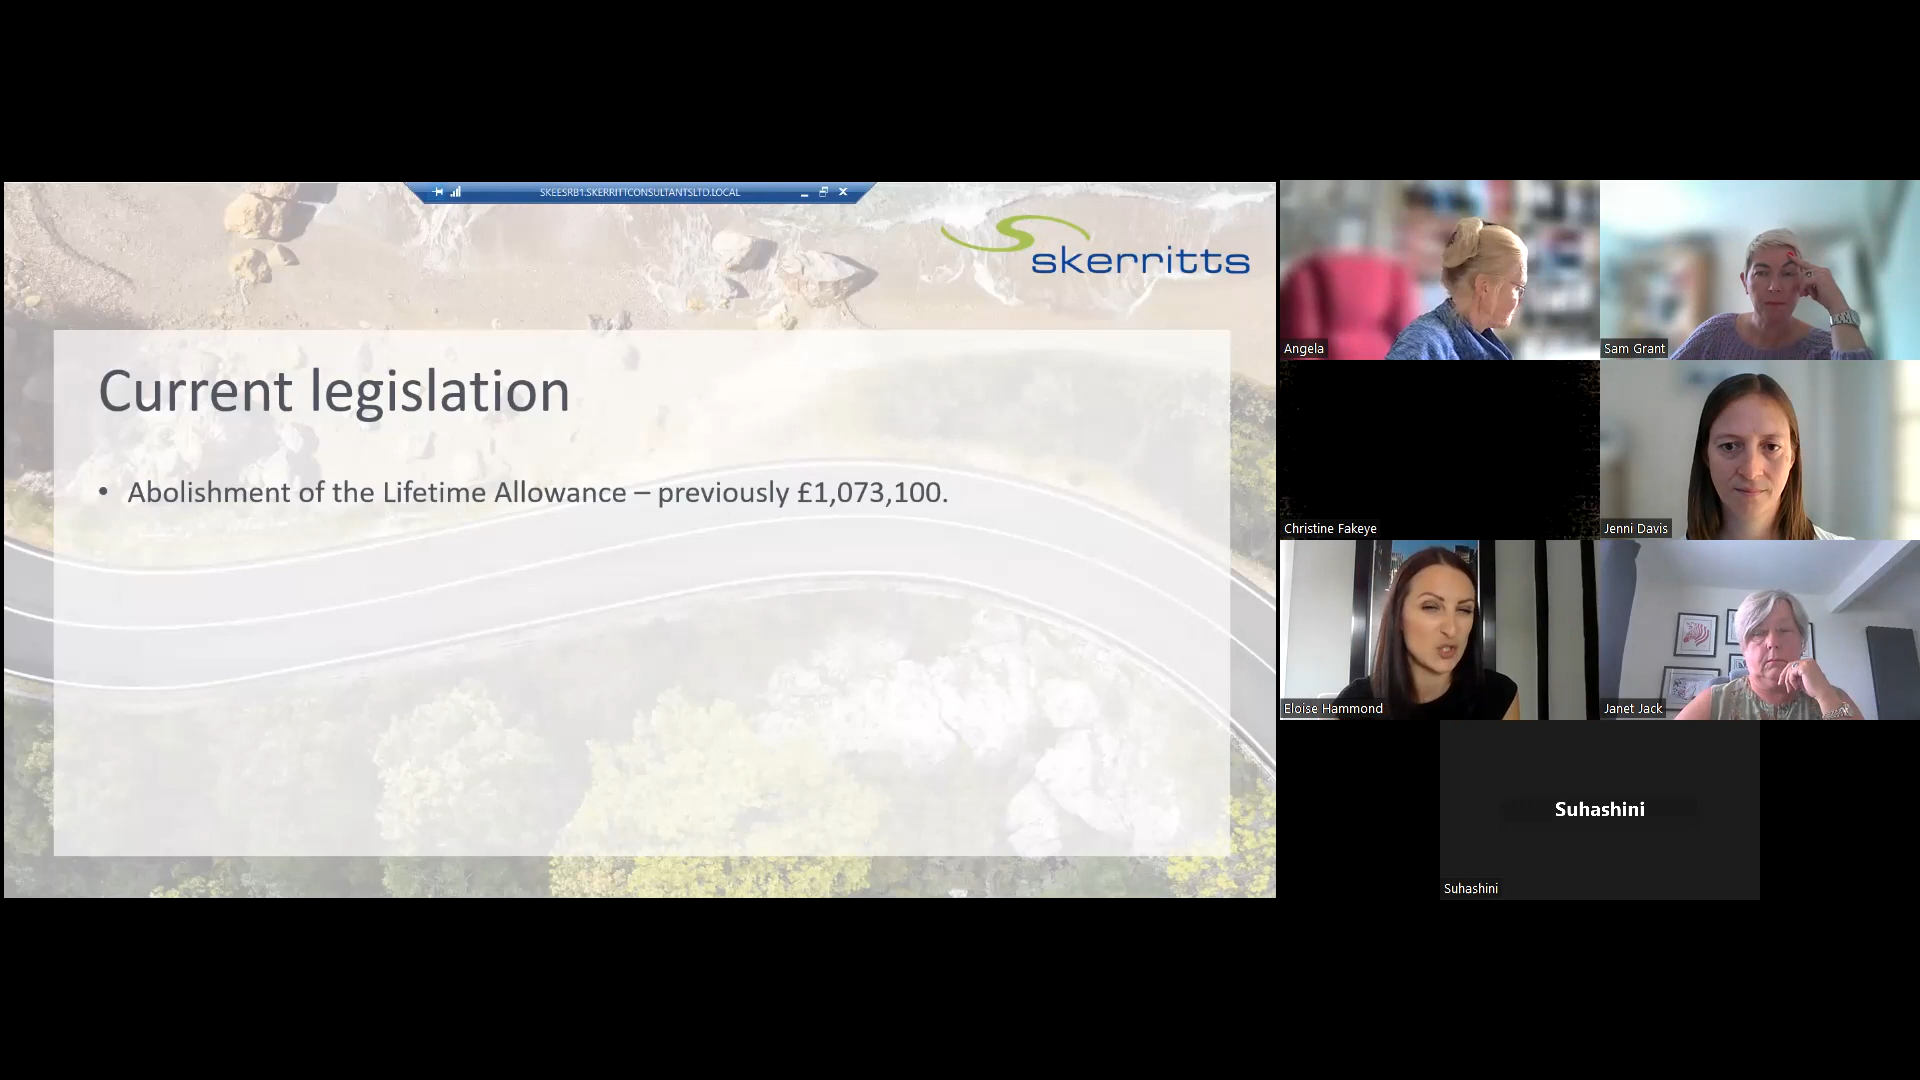 SKEESRB1.SKERRITTCONSULTANTSLTD.LOCAL
skerritts
Current legislation
• Abolishment of the Lifetime Allowance – previously £1,073,100.
Angela
Sam Grant
Christine Fakeye
Jenni Davis
Eloise Hammond
Janet Jack
Suhashini
Suhashini